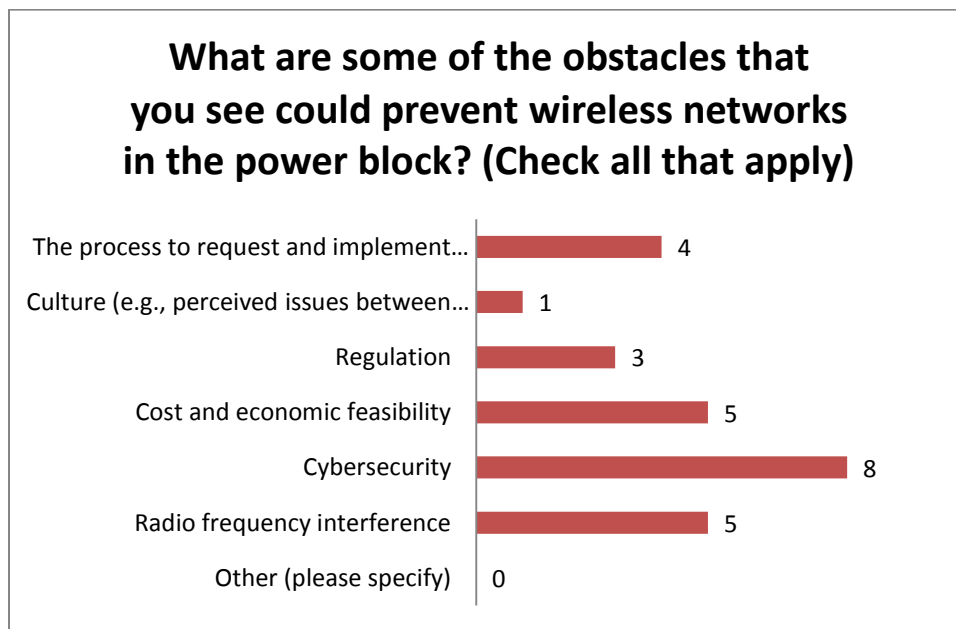 What are some of the obstacles that
you see could prevent wireless networks
in the power block? (Check all that apply)
The process to request and implement… 4
Culture (e.g., perceived issues between… 1
Regulation 3
Cost and economic feasibility 5
Cybersecurity 8
Radio frequency interference 5
Other (please specify) 0